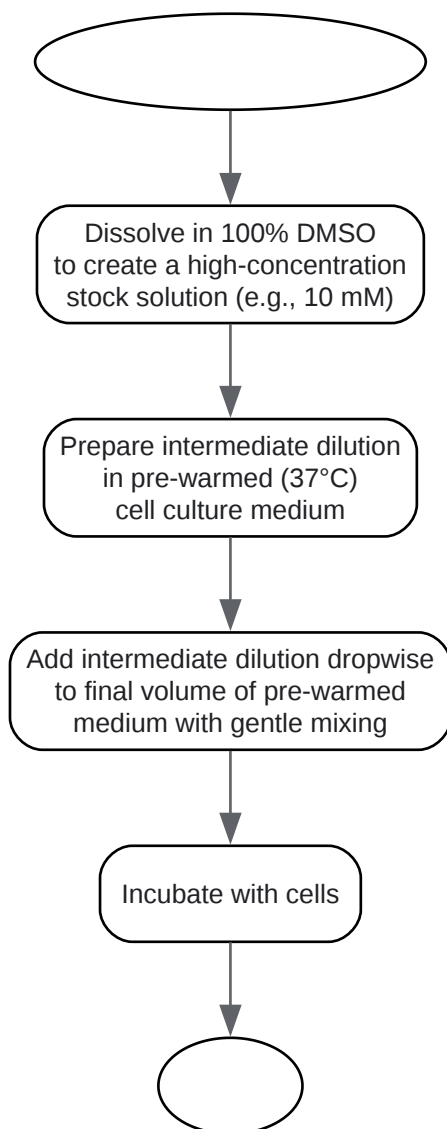 Dissolve in 100% DMSO
to create a high-concentration
stock solution (e.g., 10 mM)
Prepare intermediate dilution
in pre-warmed (37°C)
cell culture medium
Add intermediate dilution dropwise
to final volume of pre-warmed
medium with gentle mixing
Incubate with cells